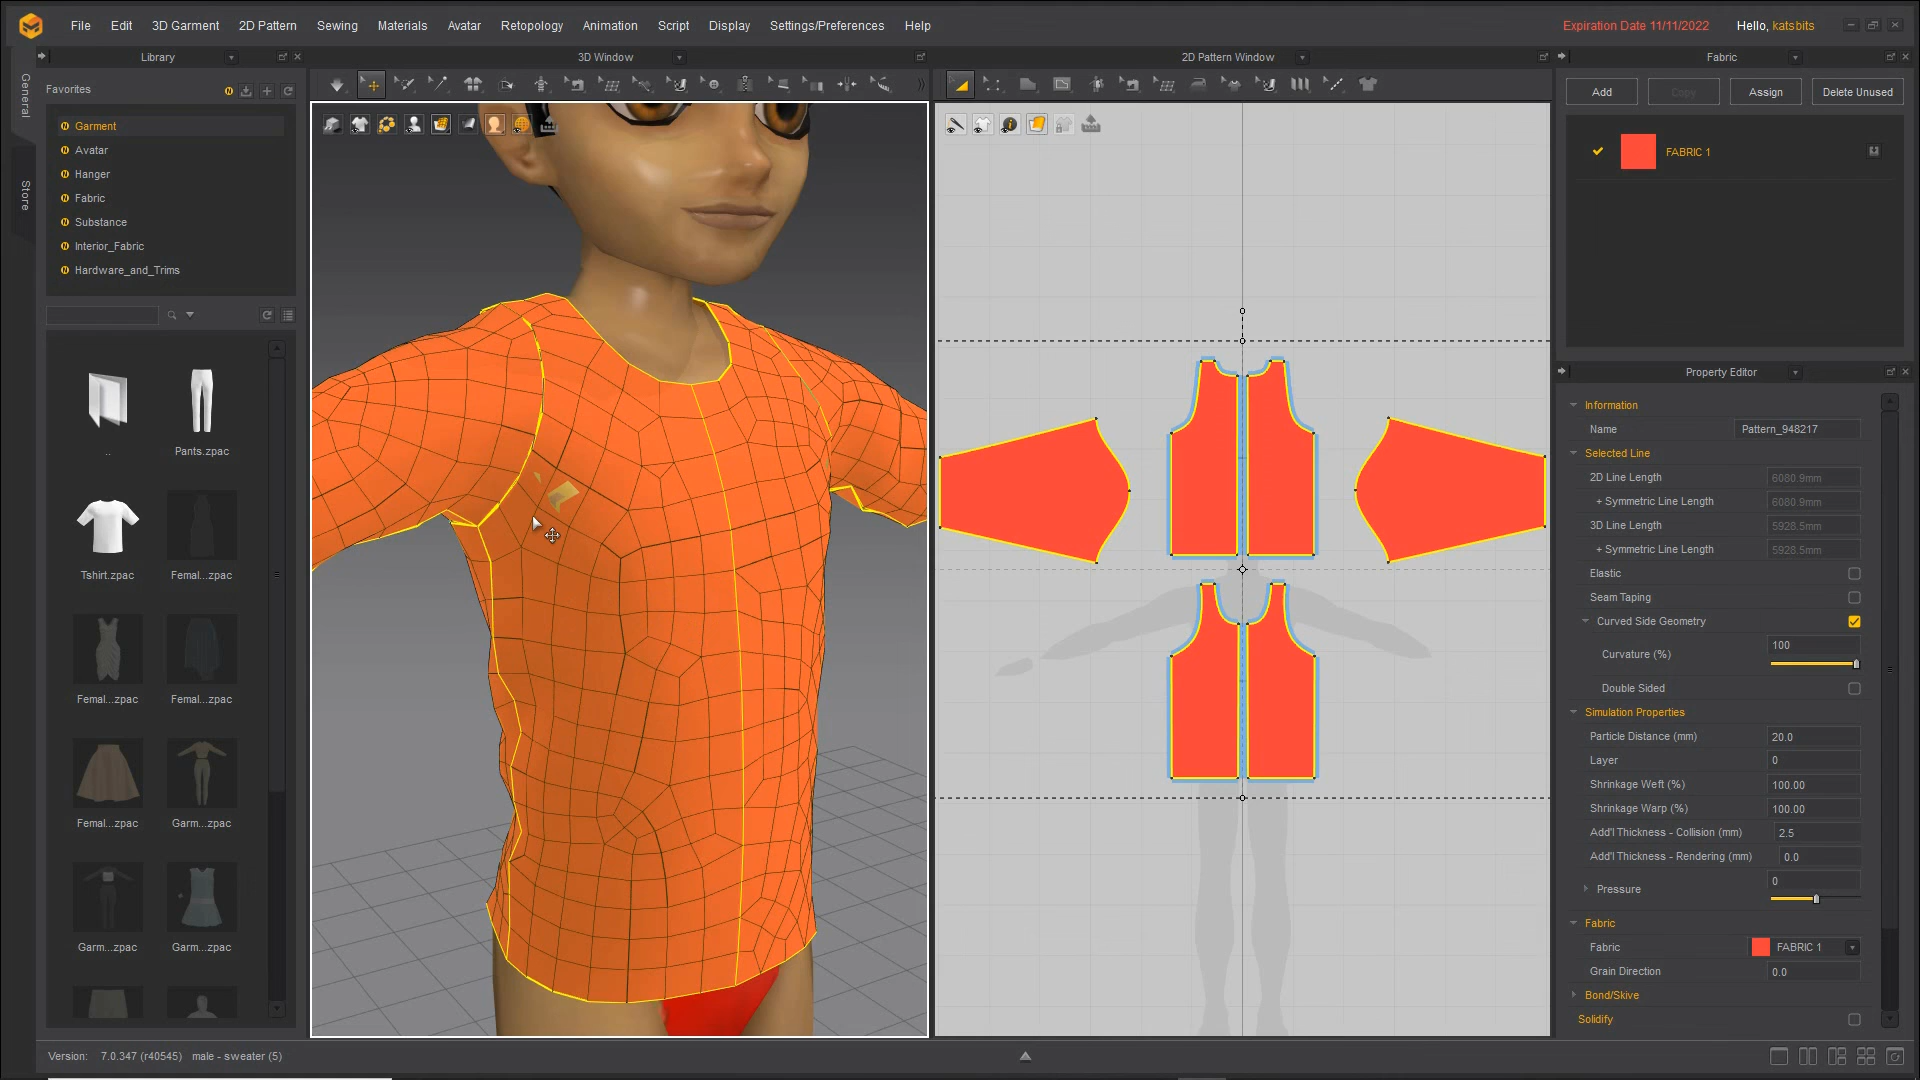 File Edit 3D Garment 2D Pattern Sewing Materials Avatar Retopology Animation Script Display Settings/Preferences Help
Expiration Date 11/11/2022 Hello, katsbits
Library
3D Window
2D Pattern Window
Fabric
General
Store
Favorites
Garment
Avatar
Hanger
Fabric
Substance
Interior_Fabric
Hardware_and_Trims
..
Pants.zpac
Tshirt.zpac
Femal...zpac
Femal...zpac
Femal...zpac
Femal...zpac
Garm...zpac
Garm...zpac
Garm...zpac
Add Copy Assign Delete Unused
FABRIC 1
Property Editor
Information
Name Pattern_948217
Selected Line
2D Line Length 6080.9mm
+ Symmetric Line Length 6080.9mm
3D Line Length 5928.5mm
+ Symmetric Line Length 5928.5mm
Elastic
Seam Taping
Curved Side Geometry
Curvature (%) 100
Double Sided
Simulation Properties
Particle Distance (mm) 20.0
Layer 0
Shrinkage Weft (%) 100.00
Shrinkage Warp (%) 100.00
Add'l Thickness - Collision (mm) 2.5
Add'l Thickness - Rendering (mm) 0.0
Pressure 0
Fabric
Fabric FABRIC 1
Grain Direction 0.0
Bond/Skive
Solidify
Version: 7.0.347 (r40545) male - sweater (5)